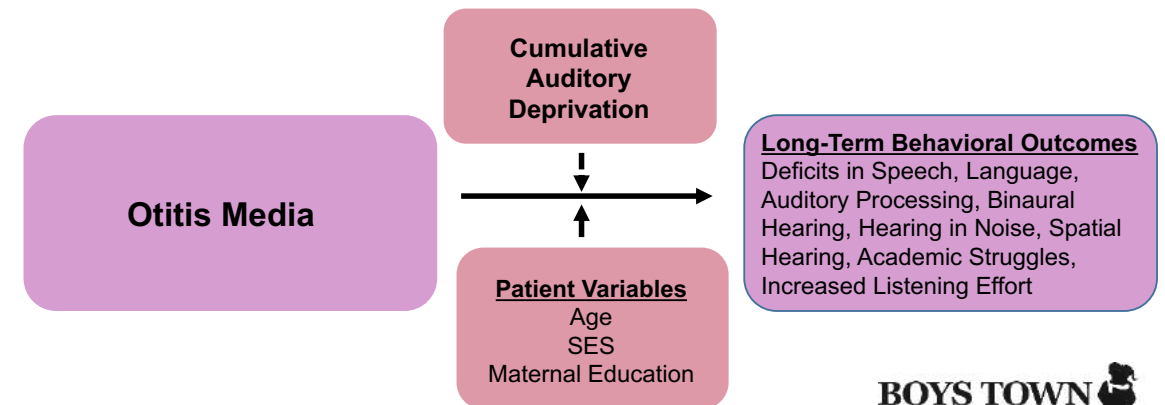 Cumulative
Auditory
Deprivation
Otitis Media
Long-Term Behavioral Outcomes
Deficits in Speech, Language,
Auditory Processing, Binaural
Hearing, Hearing in Noise, Spatial
Hearing, Academic Struggles,
Increased Listening Effort
Patient Variables
Age
SES
Maternal Education
BOYS TOWN